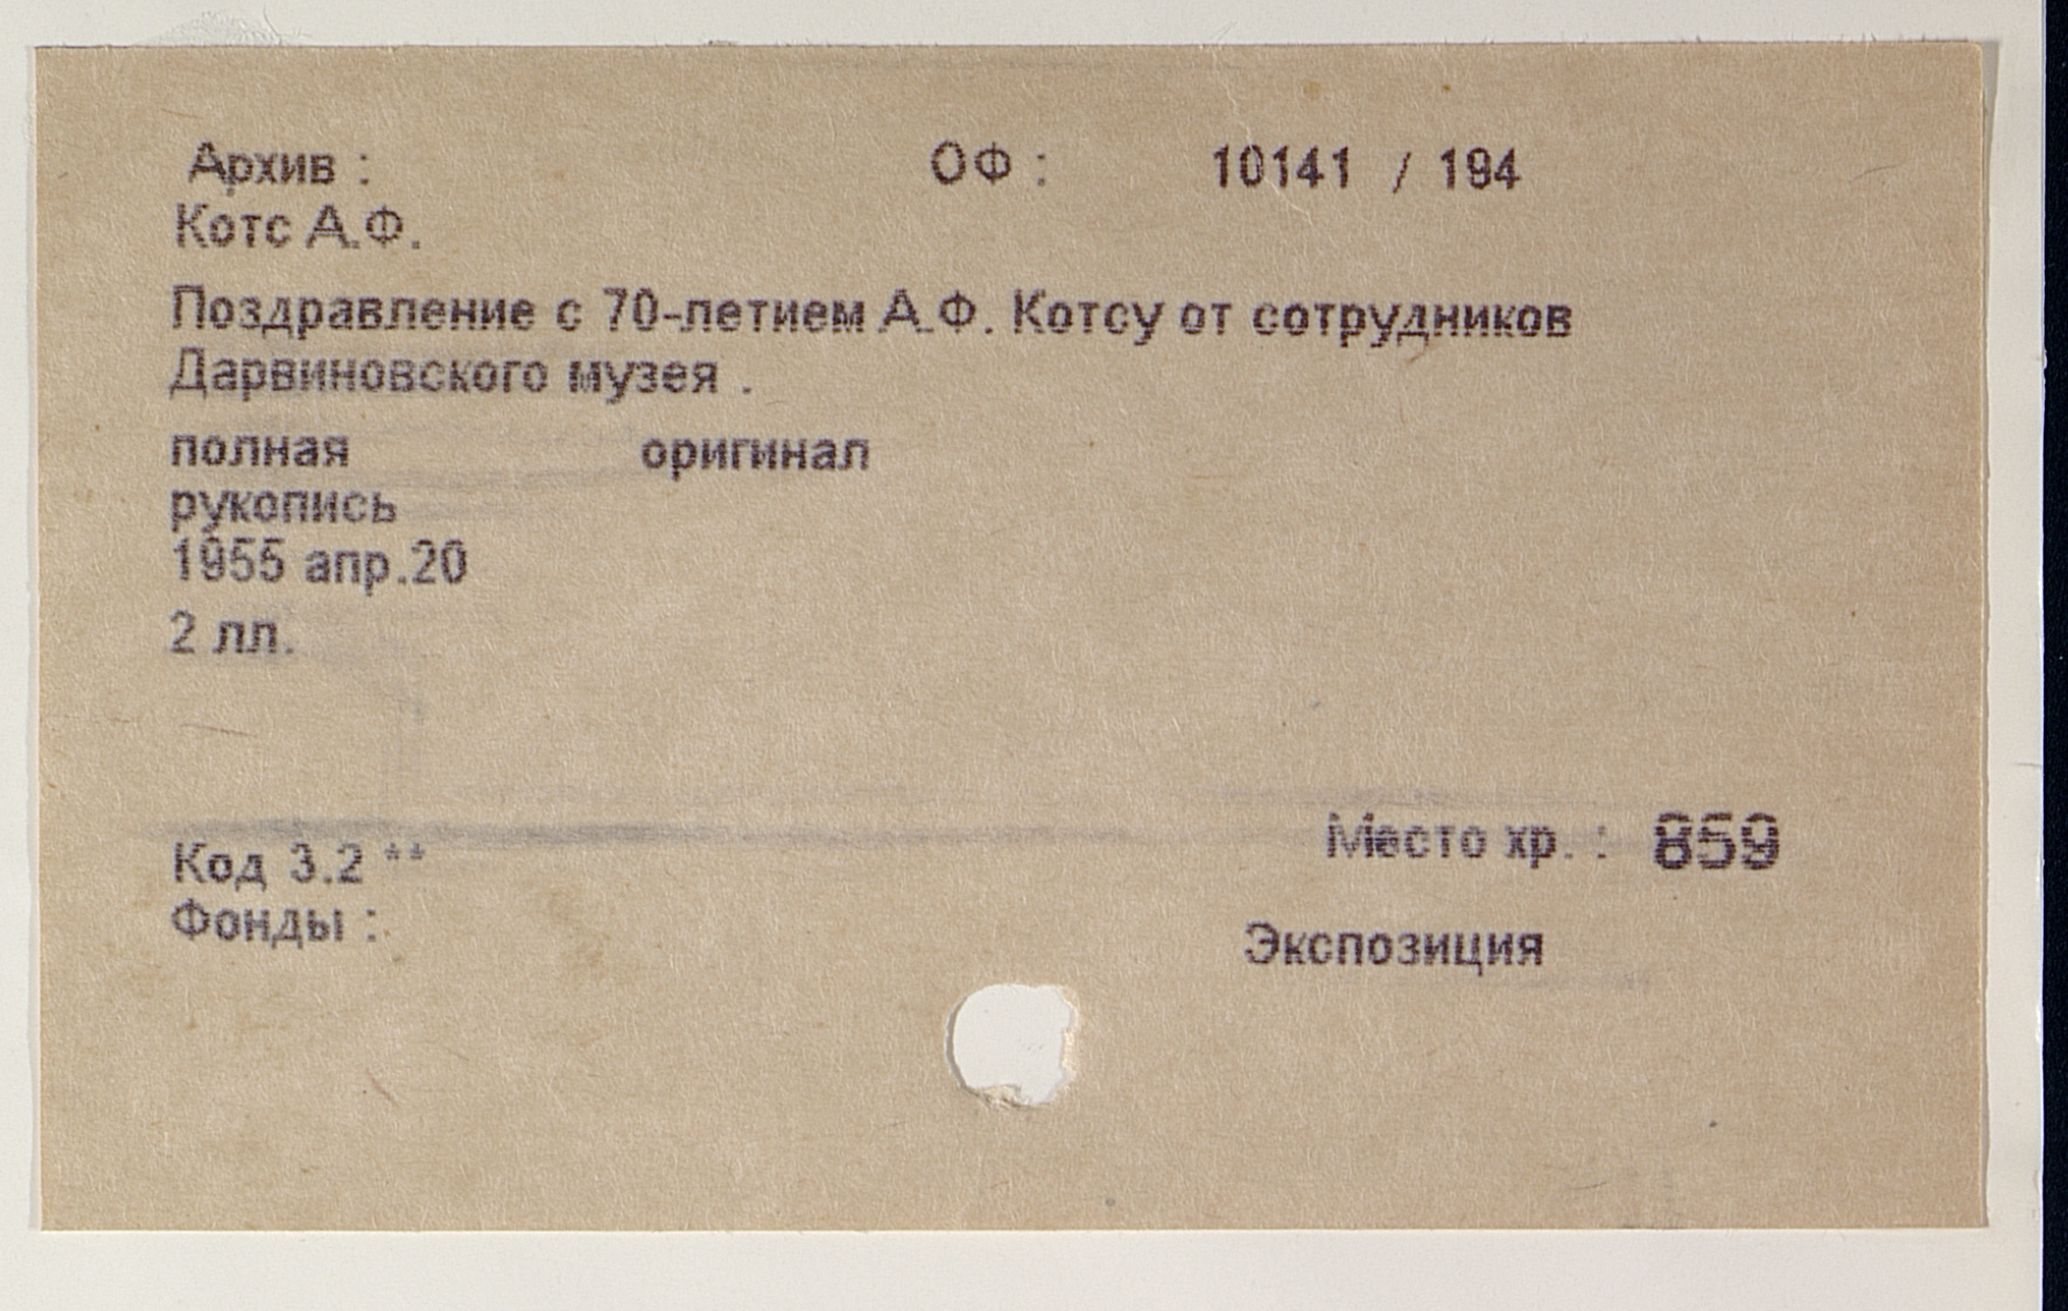 Архив : ОФ : 10141 / 194
Котс А.Ф.
Поздравление с 70-летием А.Ф. Котсу от сотрудников
Дарвиновского музея .
полная оригинал
рукопись
1955 апр.20
2 лл.
Место хр. : 859
Код 3.2 **
Фонды :
Экспозиция